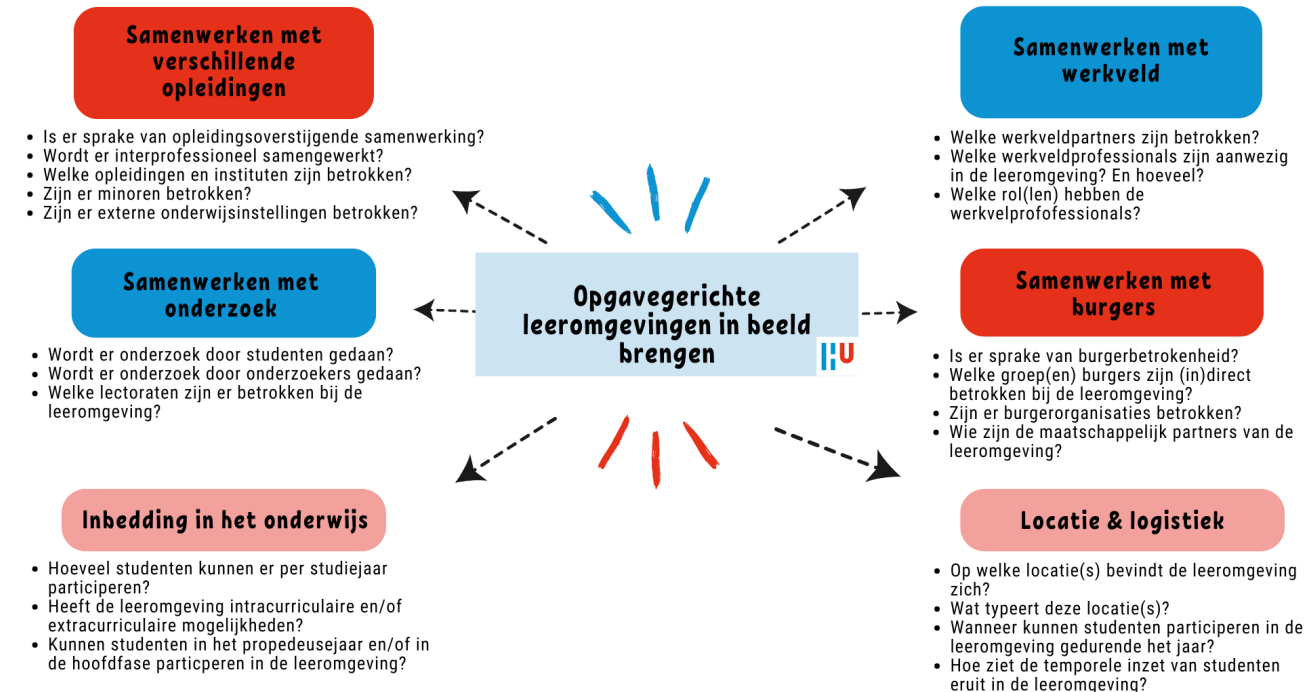 Samenwerken met
verschillende
opleidingen
• Is er sprake van opleidingsoverstijgende samenwerking?
• Wordt er interprofessioneel samengewerkt?
• Welke opleidingen en instituten zijn betrokken?
• Zijn er minoren betrokken?
• Zijn er externe onderwijsinstellingen betrokken?
Samenwerken met
werkveld
• Welke werkveldpartners zijn betrokken?
• Welke werkveldprofessionals zijn aanwezig
in de leeromgeving? En hoeveel?
• Welke rol(len) hebben de
werkvelprofofessionals?
Opgavegerichte
leeromgevingen in beeld
brengen
HU
Samenwerken met
onderzoek
• Wordt er onderzoek door studenten gedaan?
• Wordt er onderzoek door onderzoekers gedaan?
• Welke lectoraten zijn er betrokken bij de
leeromgeving?
Samenwerken met
burgers
• Is er sprake van burgerbetrokenheid?
• Welke groep(en) burgers zijn (in)direct
betrokken bij de leeromgeving?
• Zijn er burgerorganisaties betrokken?
• Wie zijn de maatschappelijk partners van de
leeromgeving?
Inbedding in het onderwijs
• Hoeveel studenten kunnen er per studiejaar
participeren?
• Heeft de leeromgeving intracurriculaire en/of
extracurriculaire mogelijkheden?
• Kunnen studenten in het propedeusejaar en/of in
de hoofdfase particperen in de leeromgeving?
Locatie & logistiek
• Op welke locatie(s) bevindt de leeromgeving
zich?
• Wat typeert deze locatie(s)?
• Wanneer kunnen studenten participeren in de
leeromgeving gedurende het jaar?
• Hoe ziet de temporele inzet van studenten
eruit in de leeromgeving?